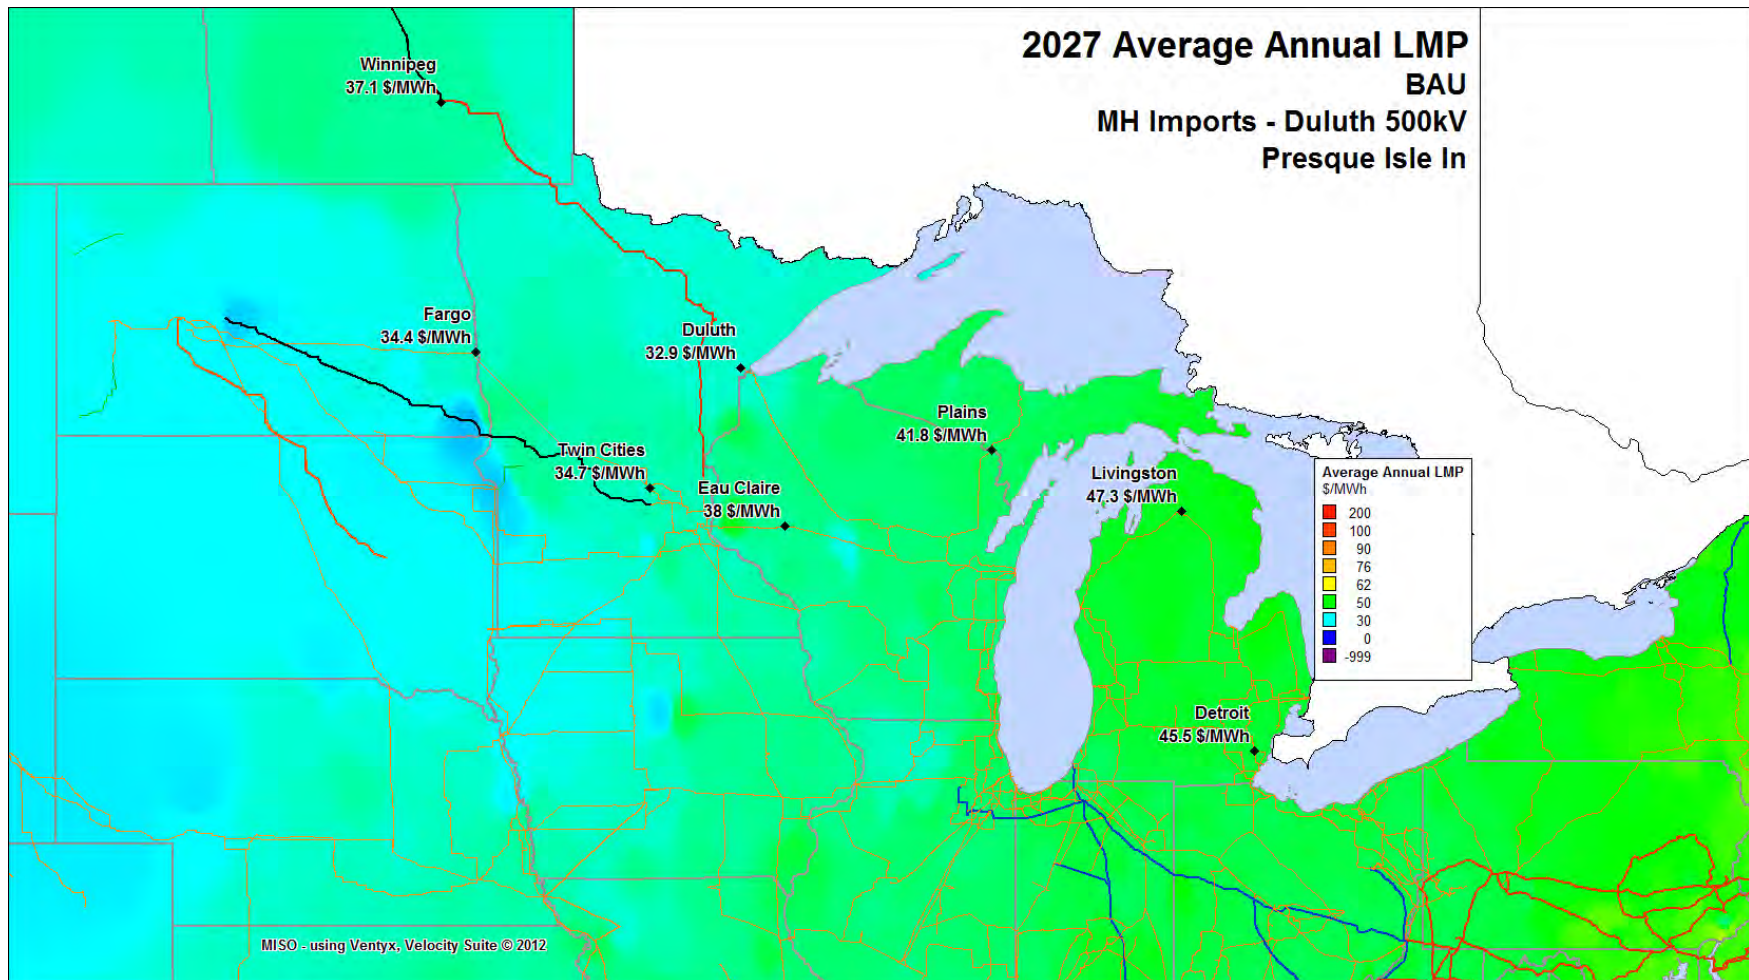 2027 Average Annual LMP
BAU
MH Imports - Duluth 500kV
Presque Isle In
Winnipeg
37.1 $/MWh
Fargo
34.4 $/MWh
Duluth
32.9 $/MWh
Plains
41.8 $/MWh
Twin Cities
34.7 $/MWh
Eau Claire
38 $/MWh
Livingston
47.3 $/MWh
Average Annual LMP
$/MWh
200
100
90
76
62
50
30
0
-999
Detroit
45.5 $/MWh
MISO - using Ventyx, Velocity Suite © 2012